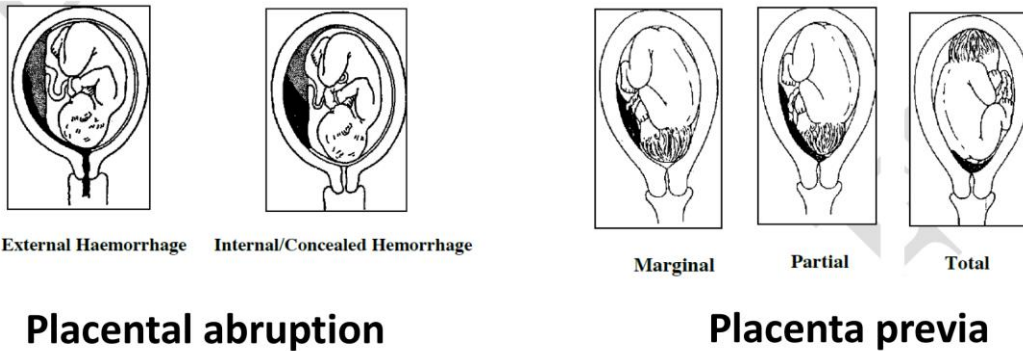 External Haemorrhage
Internal/Concealed Hemorrhage
Placental abruption
Marginal
Partial
Total
Placenta previa